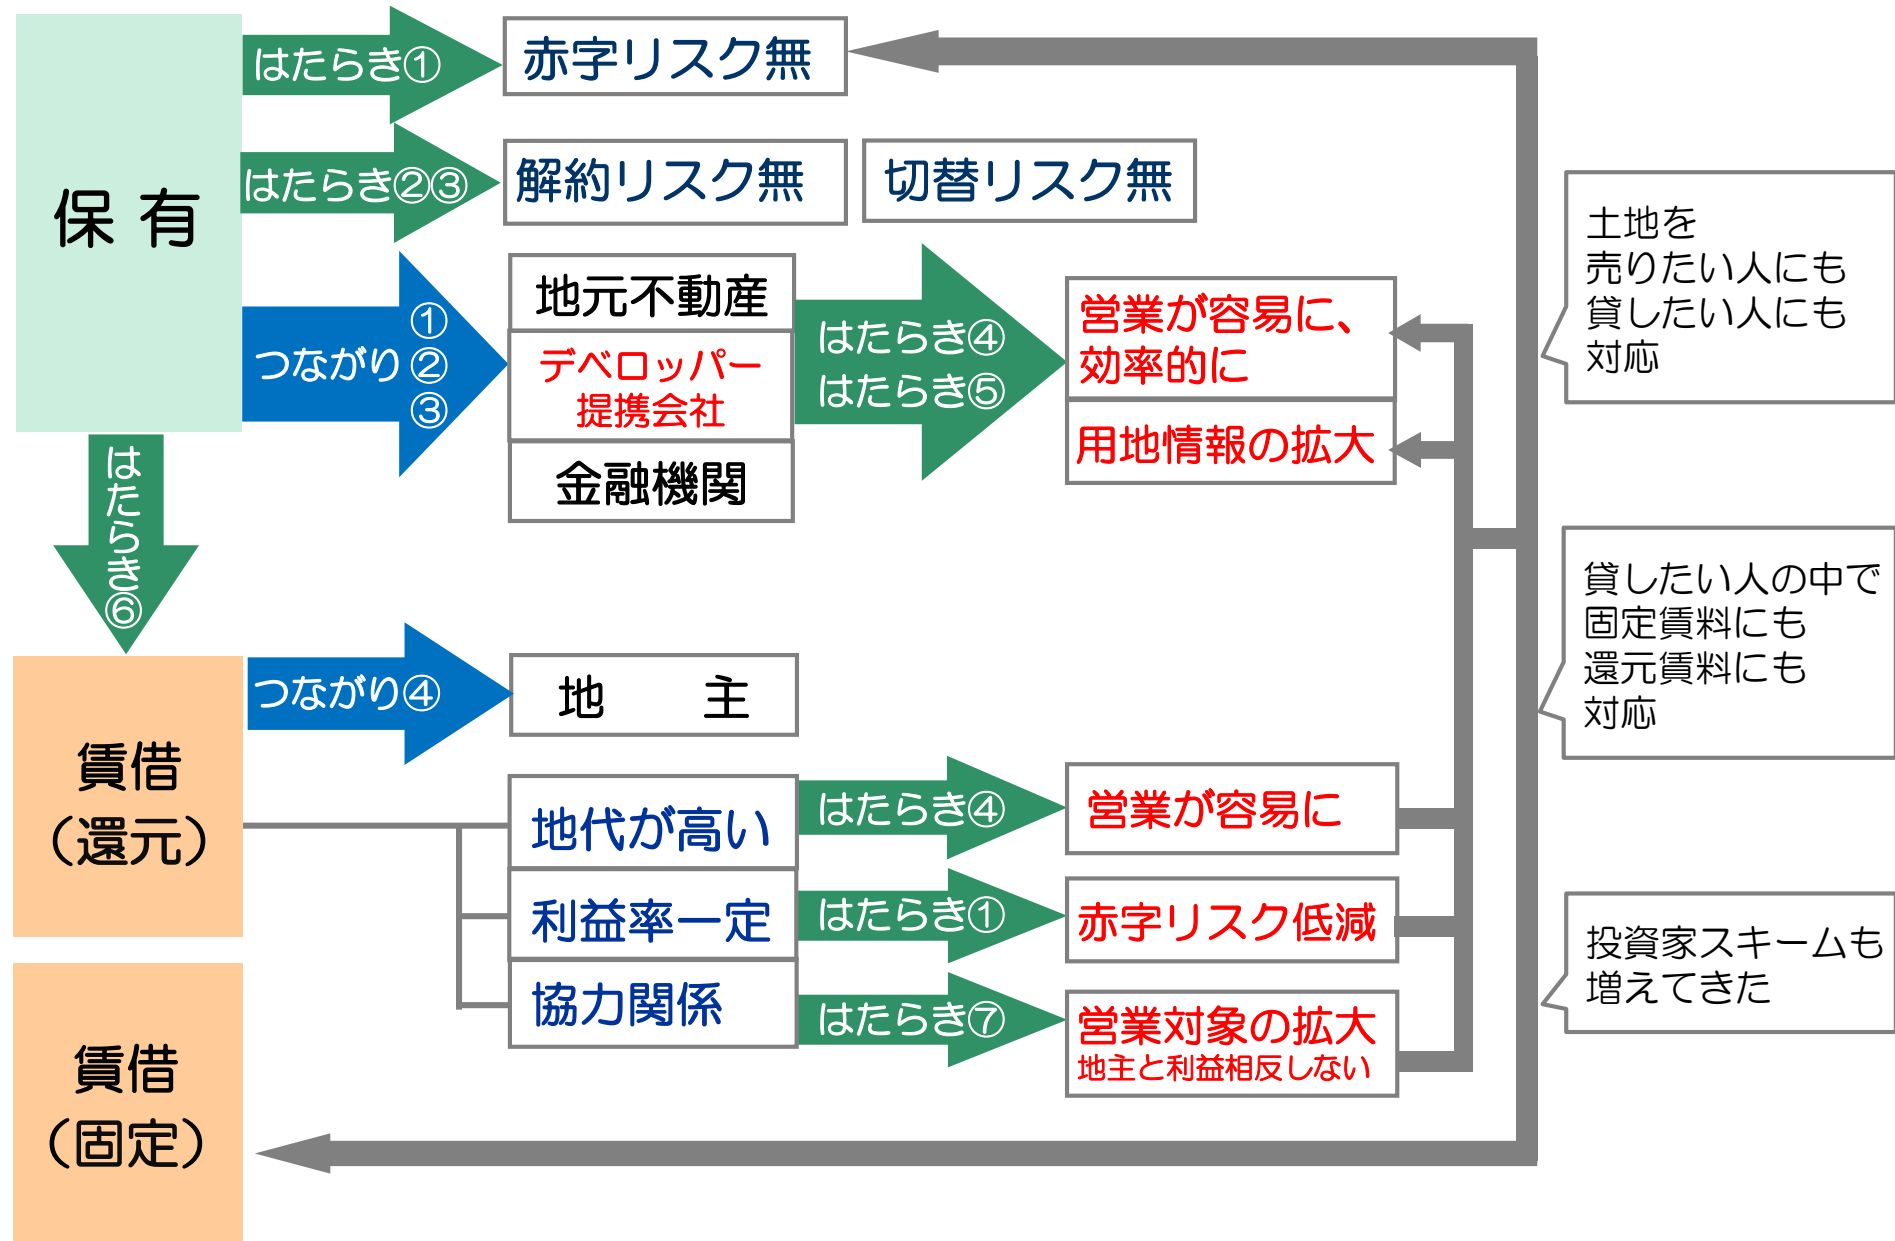 保 有
はたらき①
赤字リスク無
はたらき②③
解約リスク無
切替リスク無
つながり
①
②
③
地元不動産
デベロッパー
提携会社
金融機関
はたらき④
はたらき⑤
営業が容易に、
効率的に
用地情報の拡大
はたらき⑥
賃借
（還元）
つながり④
地　　主
地代が高い
はたらき④
営業が容易に
利益率一定
はたらき①
赤字リスク低減
協力関係
はたらき⑦
営業対象の拡大
地主と利益相反しない
賃借
（固定）
土地を
売りたい人にも
貸したい人にも
対応
貸したい人の中で
固定賃料にも
還元賃料にも
対応
投資家スキームも
増えてきた